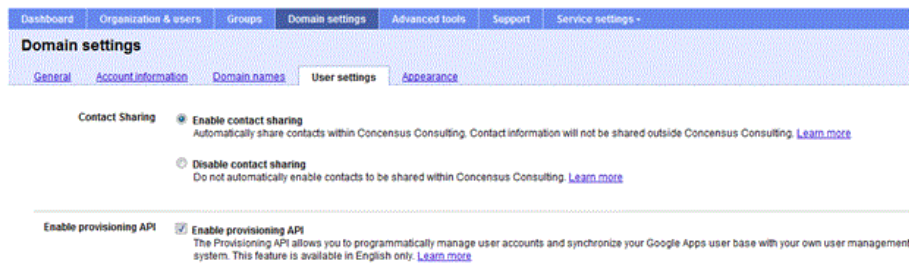 Dashboard Organization & users Groups Domain settings Advanced tools Support Service settings
Domain settings
General Account information Domain names User settings Appearance
Contact Sharing Enable contact sharing
Automatically share contacts within Concensus Consulting. Contact information will not be shared outside Concensus Consulting. Learn more
Disable contact sharing
Do not automatically enable contacts to be shared within Concensus Consulting. Learn more
Enable provisioning API Enable provisioning API
The Provisioning API allows you to programmatically manage user accounts and synchronize your Google Apps user base with your own user management
system. This feature is available in English only. Learn more